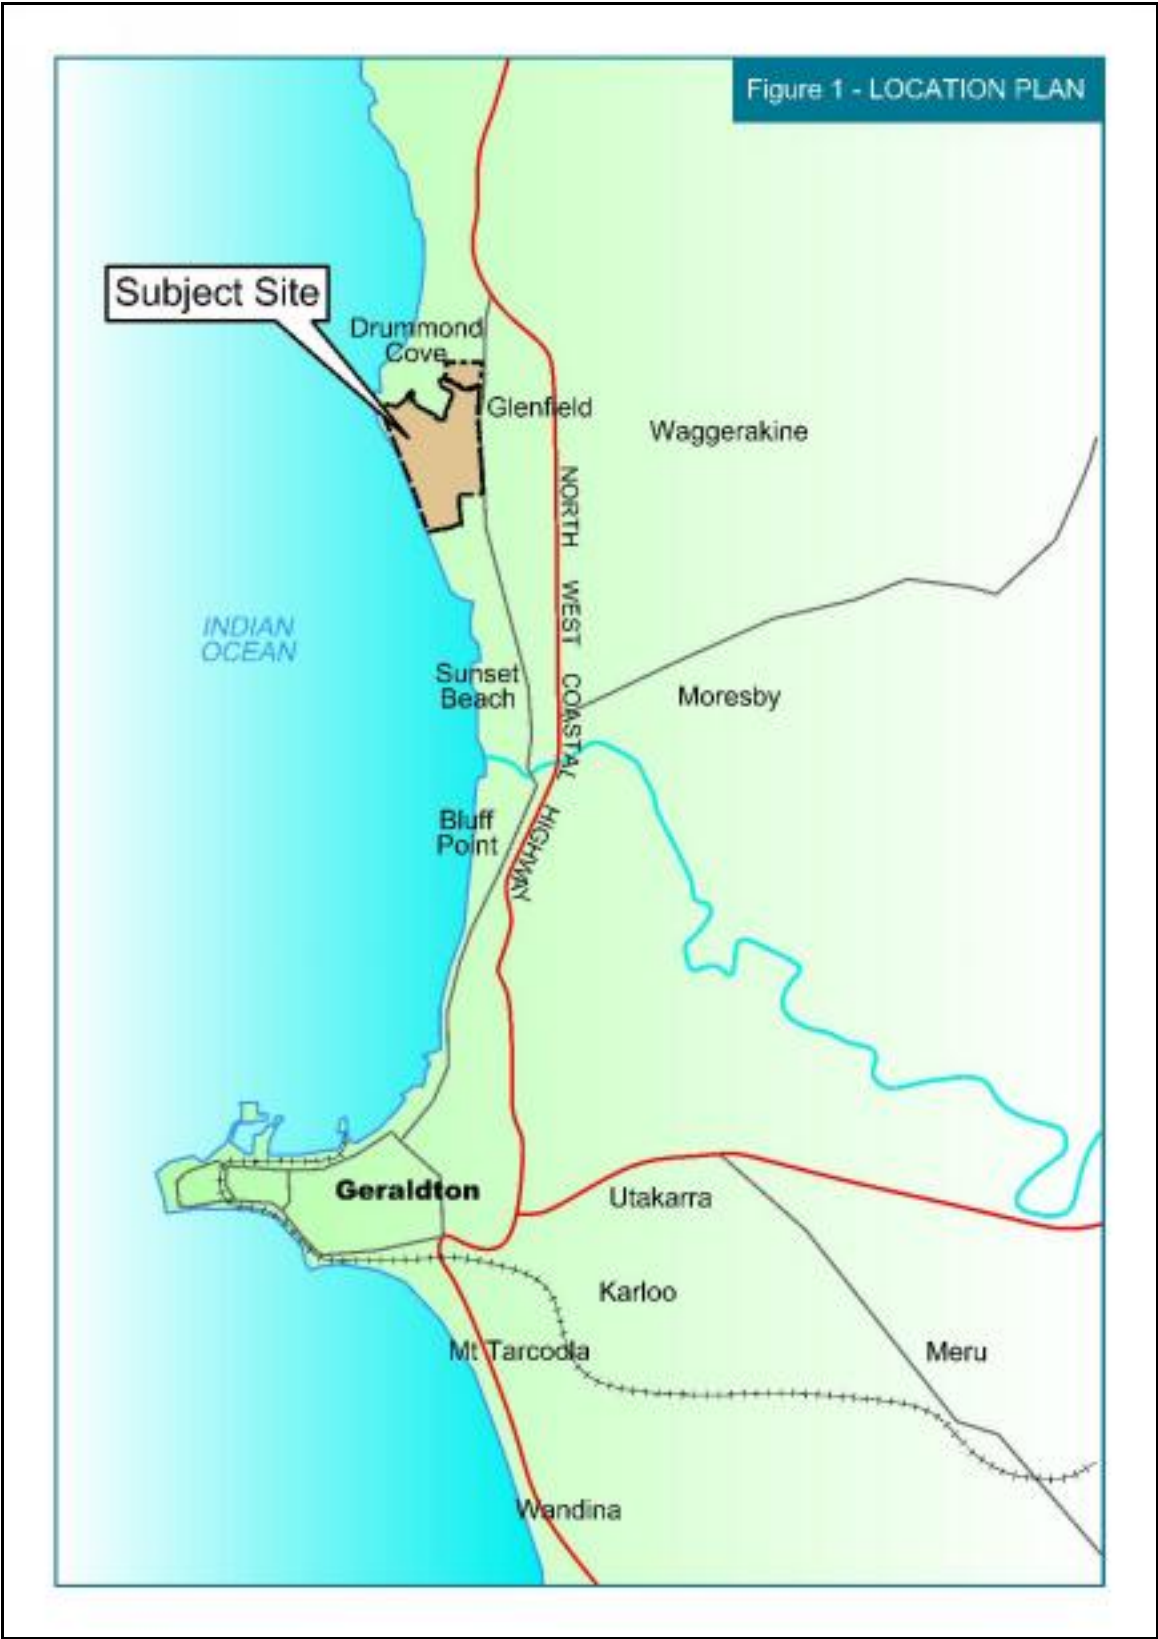 Figure 1 - LOCATION PLAN
Subject Site
Drummond
Cove
Glenfield
Waggerakine
NORTH WEST COASTAL HIGHWAY
INDIAN
OCEAN
Sunset
Beach
Moresby
Bluff
Point
Geraldton
Utakarra
Karloo
Mt Tarcoola
Meru
Wandina